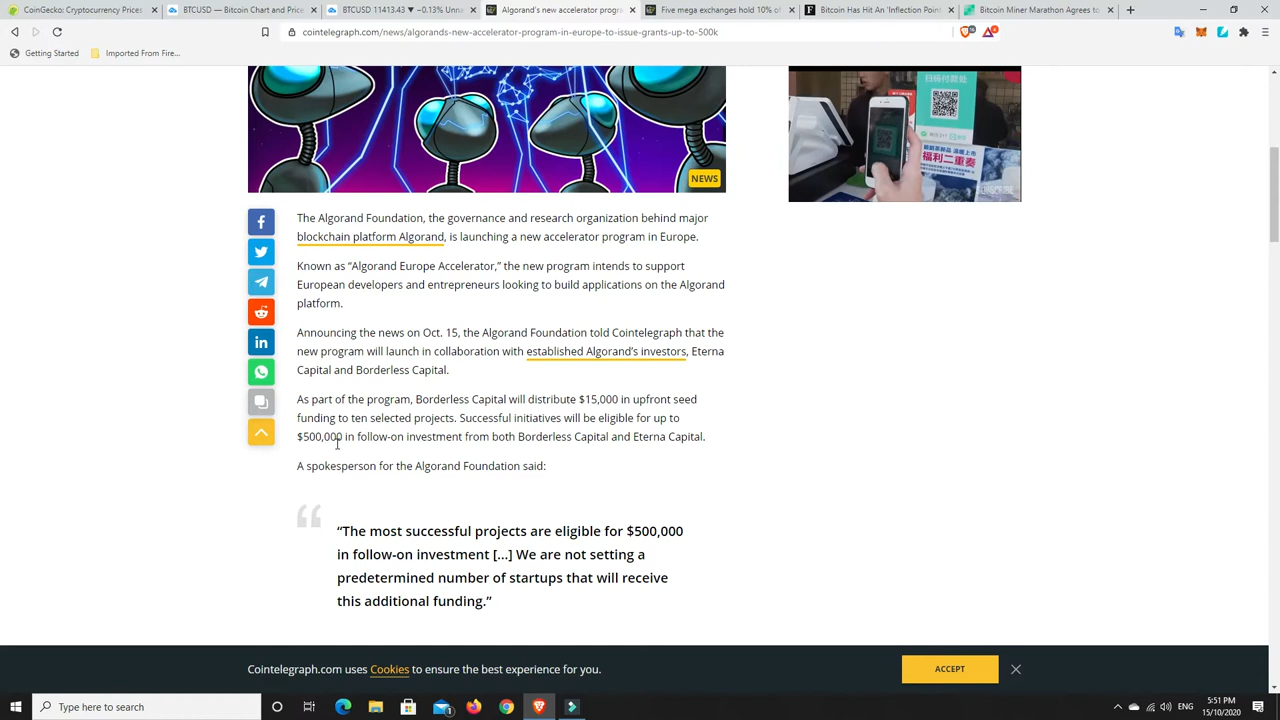 CoinGecko: Cryptocurrency Prices
BTCUSD — Bitcoin Chart and Price
BTCUSD 11413.43 ▼ −0.13% Unna
Algorand's new accelerator progr
Five mega exchanges hold 10% of
Bitcoin Has Hit An 'Inflection Point
Bitcoin Miner Marathon Agrees to
cointelegraph.com/news/algorands-new-accelerator-program-in-europe-to-issue-grants-up-to-500k
Getting Started
Imported From Fire...
NEWS
福利二重奏
SUBSCRIBE
The Algorand Foundation, the governance and research organization behind major
blockchain platform Algorand, is launching a new accelerator program in Europe.
Known as “Algorand Europe Accelerator,” the new program intends to support
European developers and entrepreneurs looking to build applications on the Algorand
platform.
Announcing the news on Oct. 15, the Algorand Foundation told Cointelegraph that the
new program will launch in collaboration with established Algorand’s investors, Eterna
Capital and Borderless Capital.
As part of the program, Borderless Capital will distribute $15,000 in upfront seed
funding to ten selected projects. Successful initiatives will be eligible for up to
$500,000 in follow-on investment from both Borderless Capital and Eterna Capital.
A spokesperson for the Algorand Foundation said:
“The most successful projects are eligible for $500,000
in follow-on investment [...] We are not setting a
predetermined number of startups that will receive
this additional funding.”
Cointelegraph.com uses Cookies to ensure the best experience for you.
ACCEPT
Type here to search
ENG
5:51 PM
15/10/2020